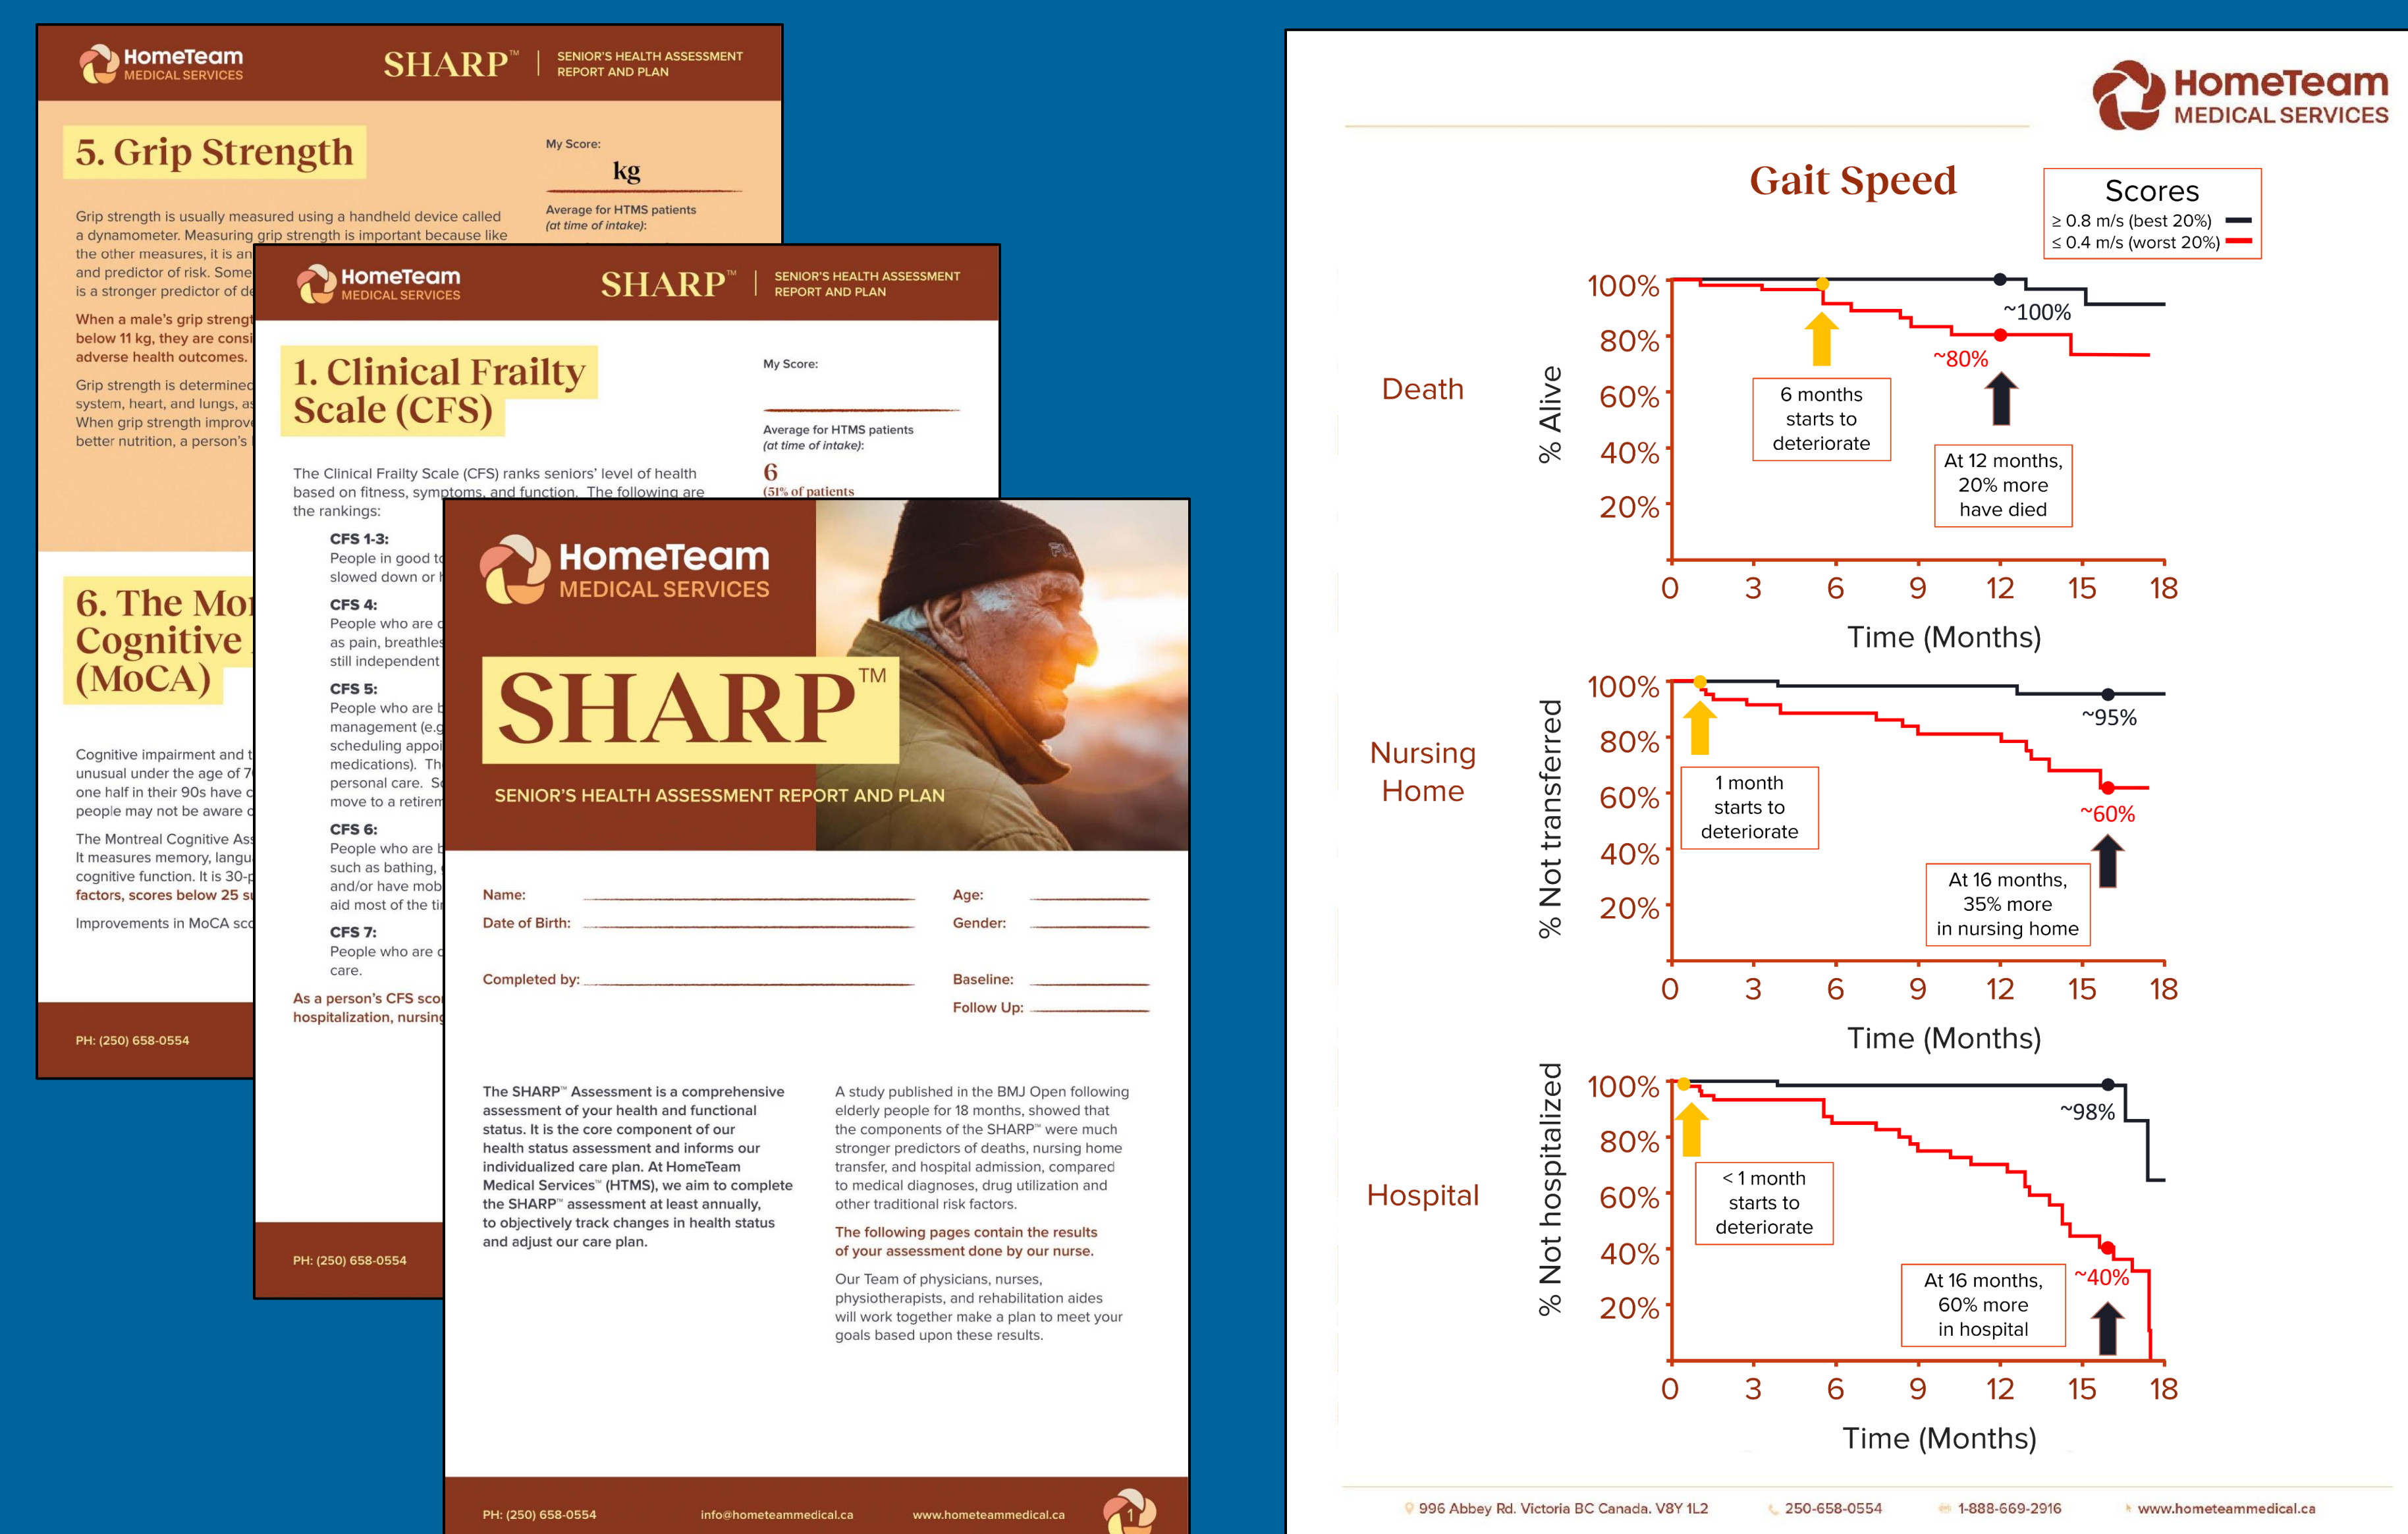 HomeTeam
MEDICAL SERVICES
SHARP™
SENIOR'S HEALTH ASSESSMENT
REPORT AND PLAN
5. Grip Strength
My Score:
kg
Average for HTMS patients
(at time of intake):
Grip strength is usually measured using a handheld device called
a dynamometer. Measuring grip strength is important because like
the other measures, it is an
and predictor of risk. Some
is a stronger predictor of
When a male's grip
below 11 kg, they are
adverse health outcomes.
Grip strength is determined
system, heart, and lungs,
When grip strength
better nutrition, a person's
6. The
Cognitive
(MoCA)
Cognitive impairment and
unusual under the age of
one half in their 90s have
people may not be aware
The Montreal Cognitive
It measures memory,
cognitive function. It is
factors, scores below 25
Improvements in MoCA
PH: (250) 658-0554
HomeTeam
MEDICAL SERVICES
SHARP™
SENIOR'S HEALTH ASSESSMENT
REPORT AND PLAN
1. Clinical Frailty
Scale (CFS)
My Score:
Average for HTMS patients
(at time of intake):
6
(51% of patients
The Clinical Frailty Scale (CFS) ranks seniors' level of health
based on fitness, symptoms, and function. The following are
the rankings:
CFS 1-3:
People in good
slowed down or
CFS 4:
People who are
as pain,
still independent
CFS 5:
People who are
management (e.g
scheduling
medications).
personal care.
move to a
CFS 6:
People who are
such as bathing,
and/or have
aid most of the
CFS 7:
People who are
care.
As a person's CFS
hospitalization,
PH: (250) 658-0554
HomeTeam
MEDICAL SERVICES
SHARP™
SENIOR'S HEALTH ASSESSMENT REPORT AND PLAN
Name:
Age:
Date of Birth:
Gender:
Completed by:
Baseline:
Follow Up:
The SHARP™ Assessment is a comprehensive
assessment of your health and functional
status. It is the core component of our
health status assessment and informs our
individualized care plan. At HomeTeam
Medical Services™ (HTMS), we aim to complete
the SHARP™ assessment at least annually,
to objectively track changes in health status
and adjust our care plan.
A study published in the BMJ Open following
elderly people for 18 months, showed that
the components of the SHARP™ were much
stronger predictors of deaths, nursing home
transfer, and hospital admission, compared
to medical diagnoses, drug utilization and
other traditional risk factors.
The following pages contain the results
of your assessment done by our nurse.
Our Team of physicians, nurses,
physiotherapists, and rehabilitation aides
will work together make a plan to meet your
goals based upon these results.
PH: (250) 658-0554
info@hometeammedical.ca
www.hometeammedical.ca
1
HomeTeam
MEDICAL SERVICES
Gait Speed
Scores
≥ 0.8 m/s (best 20%)
≤ 0.4 m/s (worst 20%)
Death
% Alive
100%
80%
60%
40%
20%
~100%
~80%
6 months
starts to
deteriorate
At 12 months,
20% more
have died
0 3 6 9 12 15 18
Time (Months)
Nursing
Home
% Not transferred
100%
80%
60%
40%
20%
~95%
~60%
1 month
starts to
deteriorate
At 16 months,
35% more
in nursing home
0 3 6 9 12 15 18
Time (Months)
Hospital
% Not hospitalized
100%
80%
60%
40%
20%
~98%
~40%
< 1 month
starts to
deteriorate
At 16 months,
60% more
in hospital
0 3 6 9 12 15 18
Time (Months)
996 Abbey Rd. Victoria BC Canada. V8Y 1L2
250-658-0554
1-888-669-2916
www.hometeammedical.ca